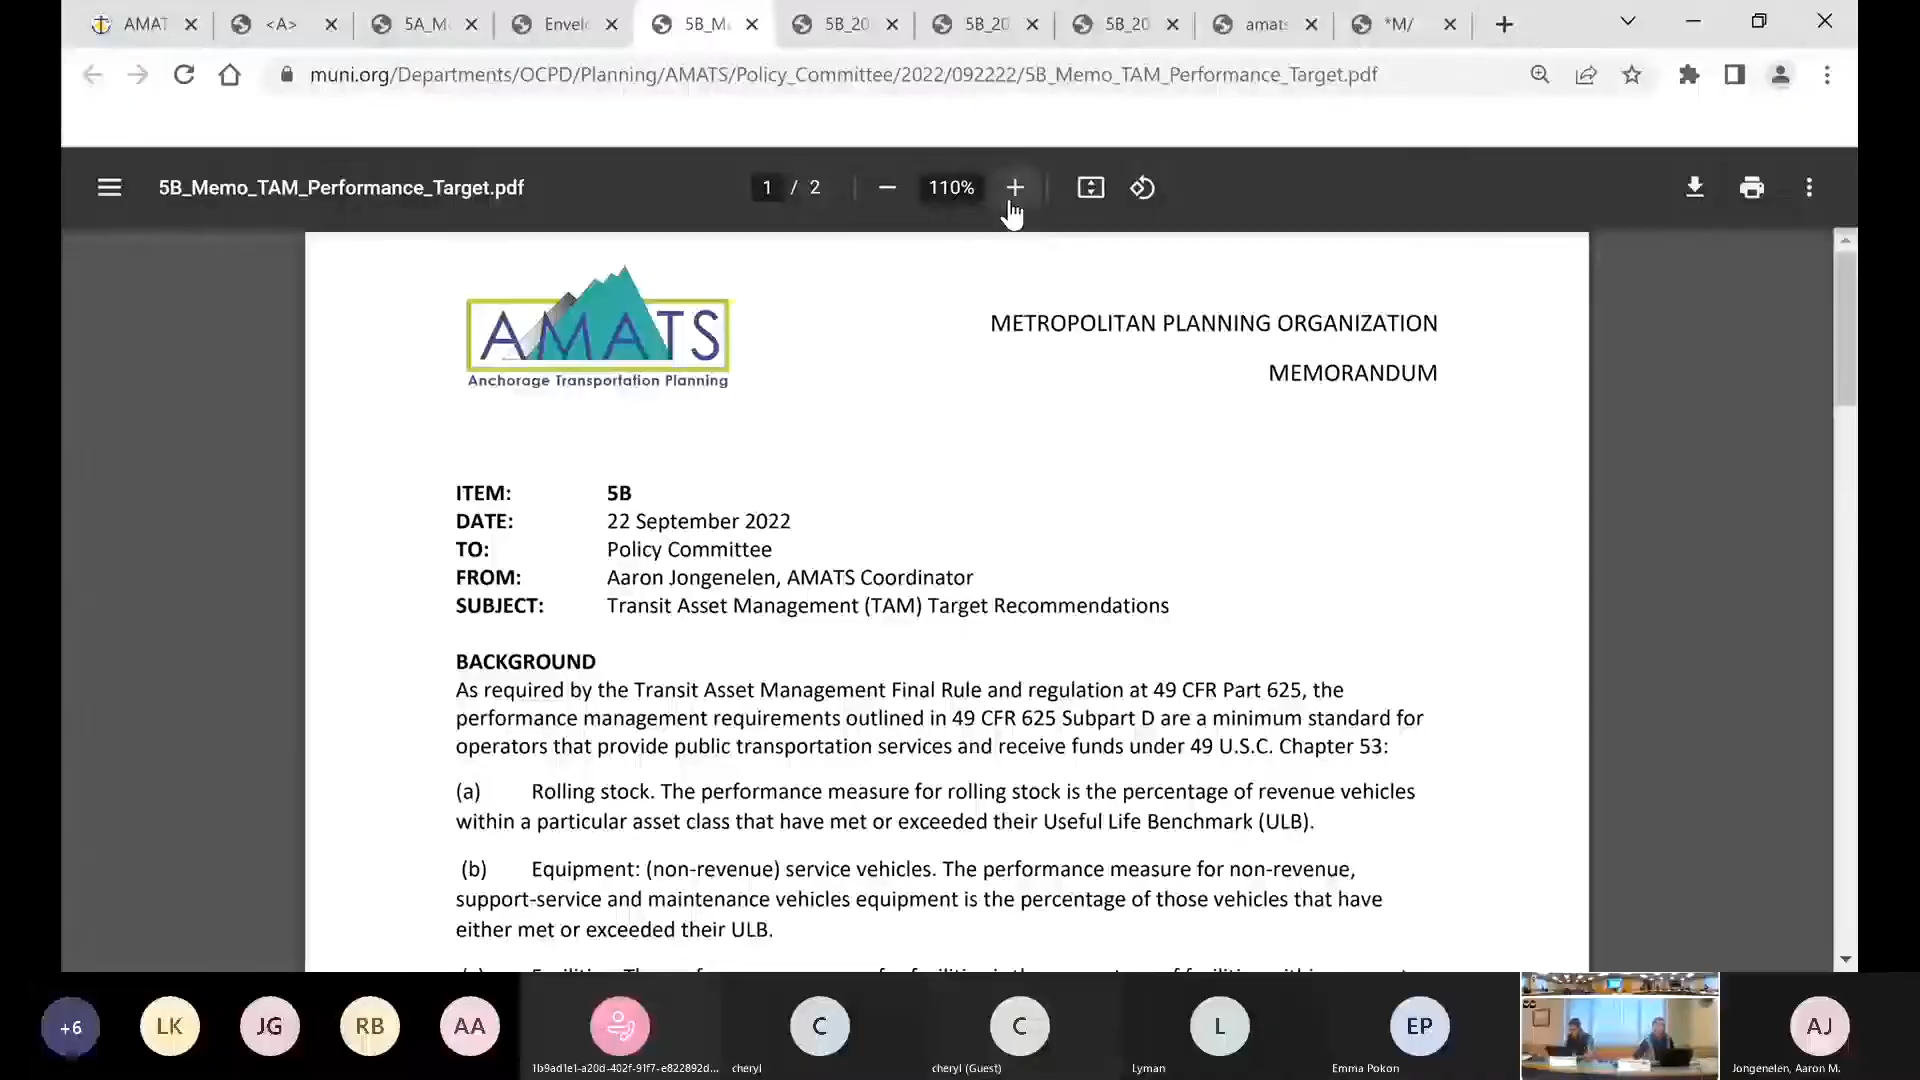 AMAT
<A>
5A_M
Envel
5B_M
5B_20
5B_20
5B_20
amats
*M/
muni.org/Departments/OCPD/Planning/AMATS/Policy_Committee/2022/092222/5B_Memo_TAM_Performance_Target.pdf
5B_Memo_TAM_Performance_Target.pdf
1 / 2
110%
AMATS
Anchorage Transportation Planning
METROPOLITAN PLANNING ORGANIZATION
MEMORANDUM
ITEM: 5B
DATE: 22 September 2022
TO: Policy Committee
FROM: Aaron Jongenelen, AMATS Coordinator
SUBJECT: Transit Asset Management (TAM) Target Recommendations
BACKGROUND
As required by the Transit Asset Management Final Rule and regulation at 49 CFR Part 625, the
performance management requirements outlined in 49 CFR 625 Subpart D are a minimum standard for
operators that provide public transportation services and receive funds under 49 U.S.C. Chapter 53:
(a) Rolling stock. The performance measure for rolling stock is the percentage of revenue vehicles
within a particular asset class that have met or exceeded their Useful Life Benchmark (ULB).
(b) Equipment: (non-revenue) service vehicles. The performance measure for non-revenue,
support-service and maintenance vehicles equipment is the percentage of those vehicles that have
either met or exceeded their ULB.
+6
LK
JG
RB
AA
C
C
L
EP
AJ
1b9ad1e1-a20d-402f-91f7-e822892d...
cheryl
cheryl (Guest)
Lyman
Emma Pokon
Jongenelen, Aaron M.